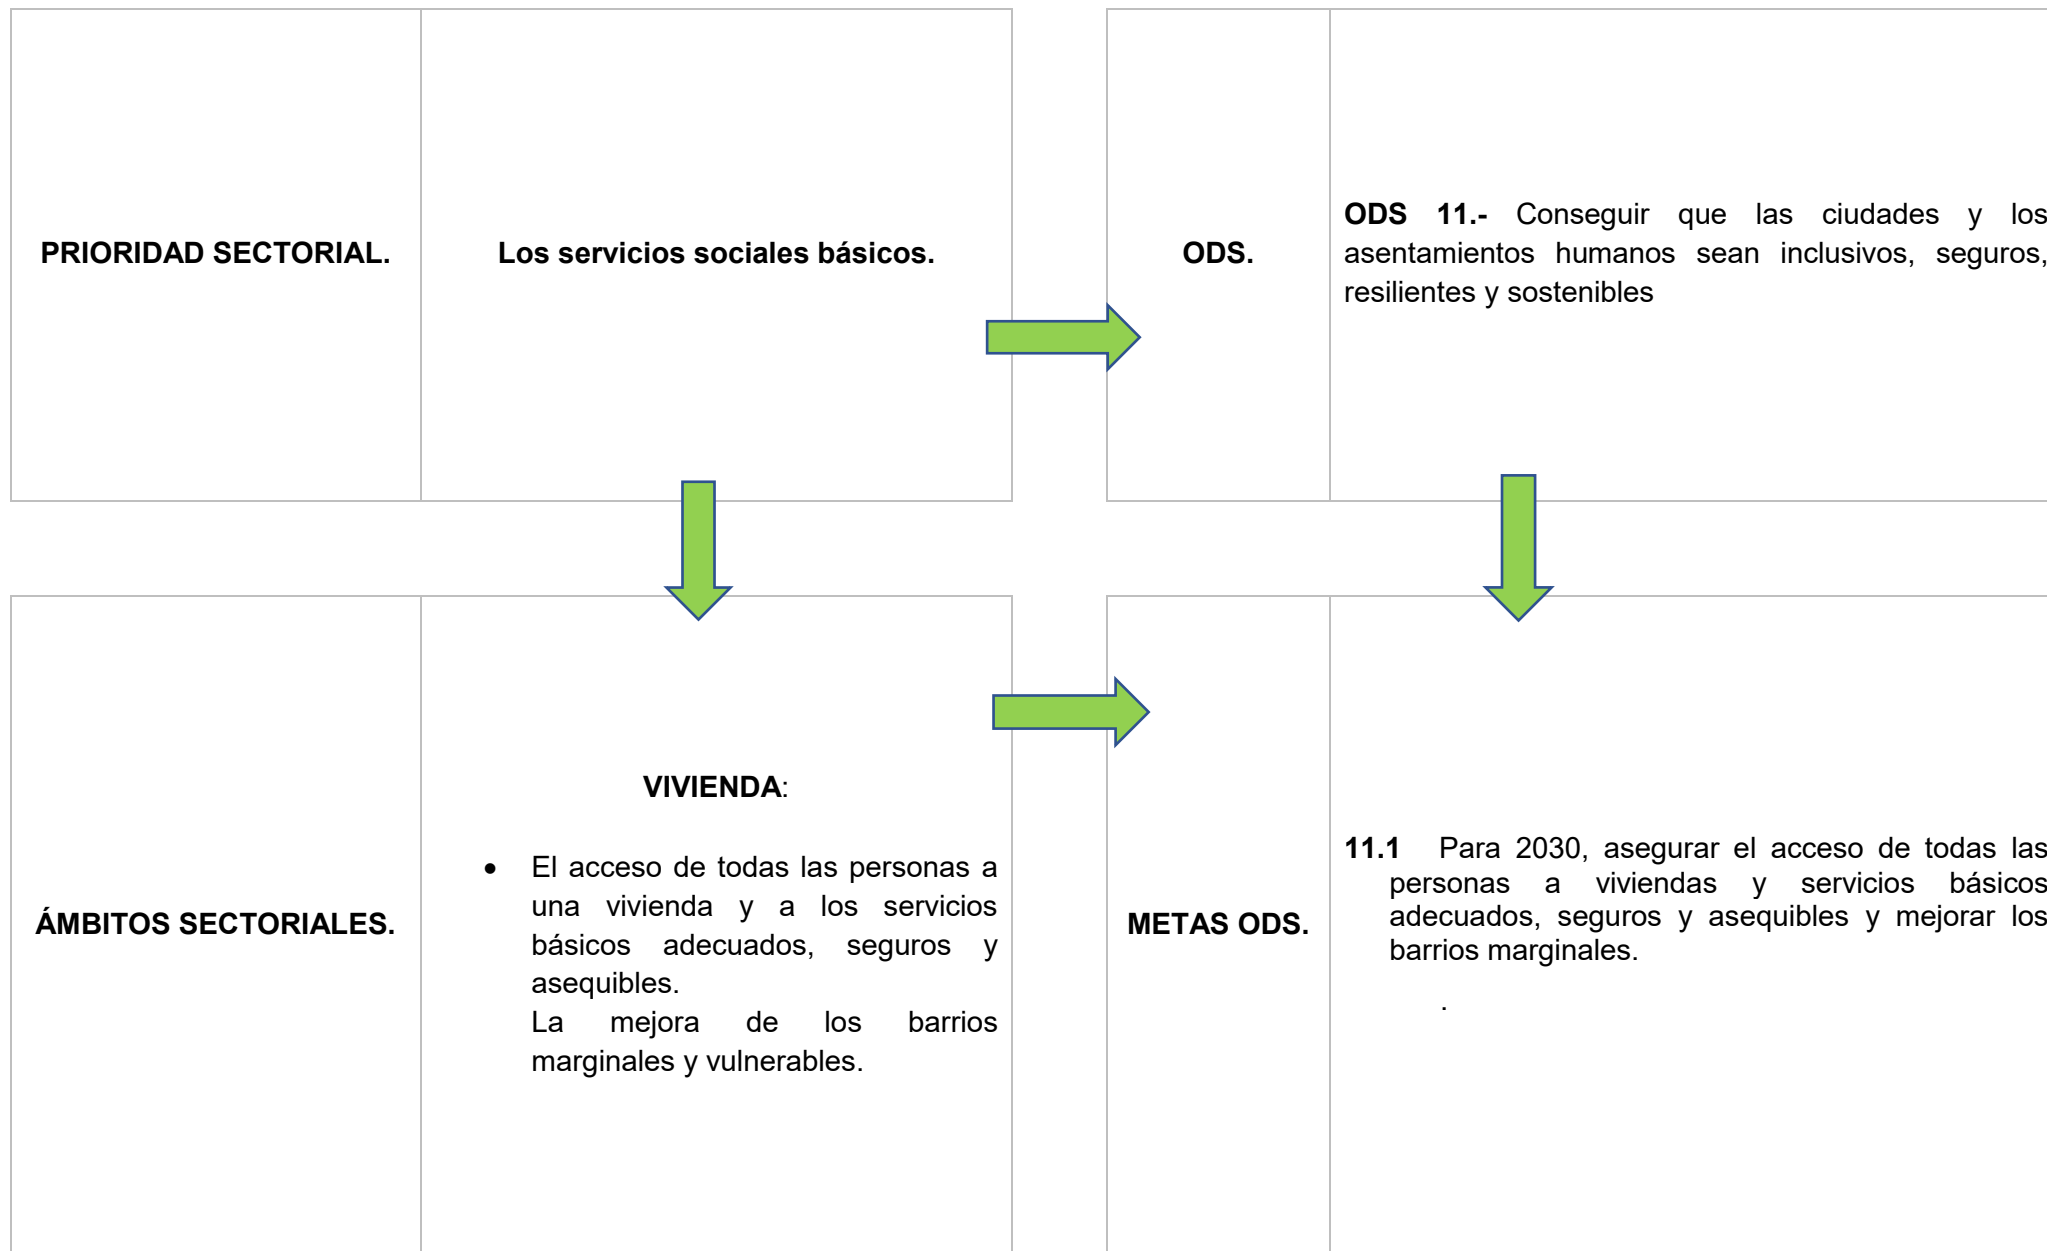 PRIORIDAD SECTORIAL.
Los servicios sociales básicos.
ODS.
ODS 11.- Conseguir que las ciudades y los
asentamientos humanos sean inclusivos, seguros,
resilientes y sostenibles
ÁMBITOS SECTORIALES.
VIVIENDA:
• El acceso de todas las personas a
una vivienda y a los servicios
básicos adecuados, seguros y
asequibles.
La mejora de los barrios
marginales y vulnerables.
METAS ODS.
11.1 Para 2030, asegurar el acceso de todas las
personas a viviendas y servicios básicos
adecuados, seguros y asequibles y mejorar los
barrios marginales.
.